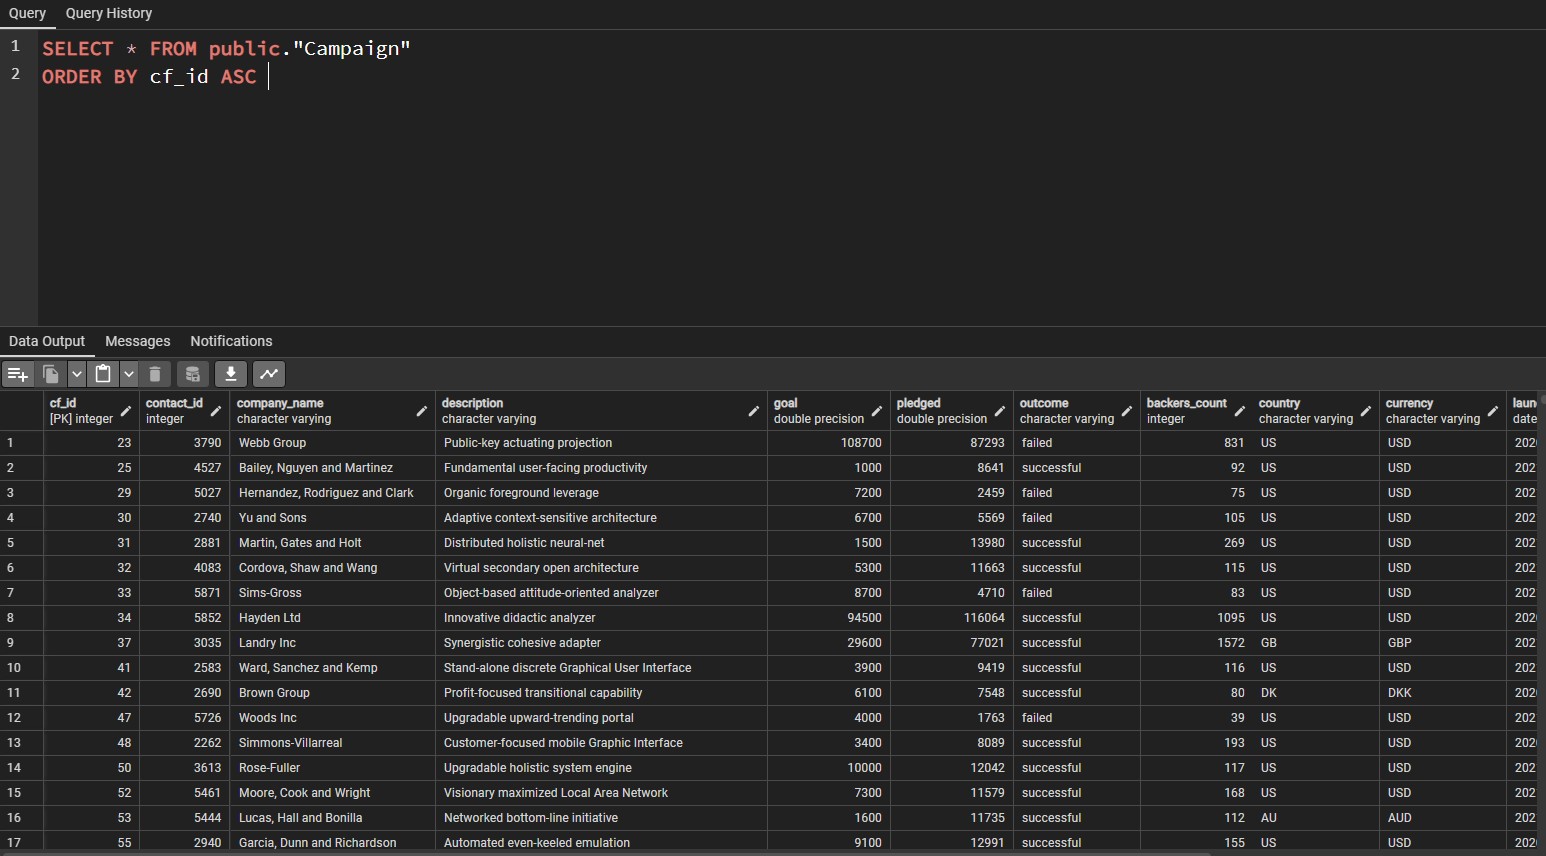 Query Query History
1 SELECT * FROM public."Campaign"
2 ORDER BY cf_id ASC
Data Output Messages Notifications
cf_id contact_id company_name description goal pledged outcome backers_count country currency laun
[PK] integer integer character varying character varying double precision double precision character varying integer character varying character varying date
1 23 3790 Webb Group Public-key actuating projection 108700 87293 failed 831 US USD 202
2 25 4527 Bailey, Nguyen and Martinez Fundamental user-facing productivity 1000 8641 successful 92 US USD 202
3 29 5027 Hernandez, Rodriguez and Clark Organic foreground leverage 7200 2459 failed 75 US USD 202
4 30 2740 Yu and Sons Adaptive context-sensitive architecture 6700 5569 failed 105 US USD 202
5 31 2881 Martin, Gates and Holt Distributed holistic neural-net 1500 13980 successful 269 US USD 202
6 32 4083 Cordova, Shaw and Wang Virtual secondary open architecture 5300 11663 successful 115 US USD 202
7 33 5871 Sims-Gross Object-based attitude-oriented analyzer 8700 4710 failed 83 US USD 202
8 34 5852 Hayden Ltd Innovative didactic analyzer 94500 116064 successful 1095 US USD 202
9 37 3035 Landry Inc Synergistic cohesive adapter 29600 77021 successful 1572 GB GBP 202
10 41 2583 Ward, Sanchez and Kemp Stand-alone discrete Graphical User Interface 3900 9419 successful 116 US USD 202
11 42 2690 Brown Group Profit-focused transitional capability 6100 7548 successful 80 DK DKK 202
12 47 5726 Woods Inc Upgradable upward-trending portal 4000 1763 failed 39 US USD 202
13 48 2262 Simmons-Villarreal Customer-focused mobile Graphic Interface 3400 8089 successful 193 US USD 202
14 50 3613 Rose-Fuller Upgradable holistic system engine 10000 12042 successful 117 US USD 202
15 52 5461 Moore, Cook and Wright Visionary maximized Local Area Network 7300 11579 successful 168 US USD 202
16 53 5444 Lucas, Hall and Bonilla Networked bottom-line initiative 1600 11735 successful 112 AU AUD 202
17 55 2940 Garcia, Dunn and Richardson Automated even-keeled emulation 9100 12991 successful 155 US USD 202